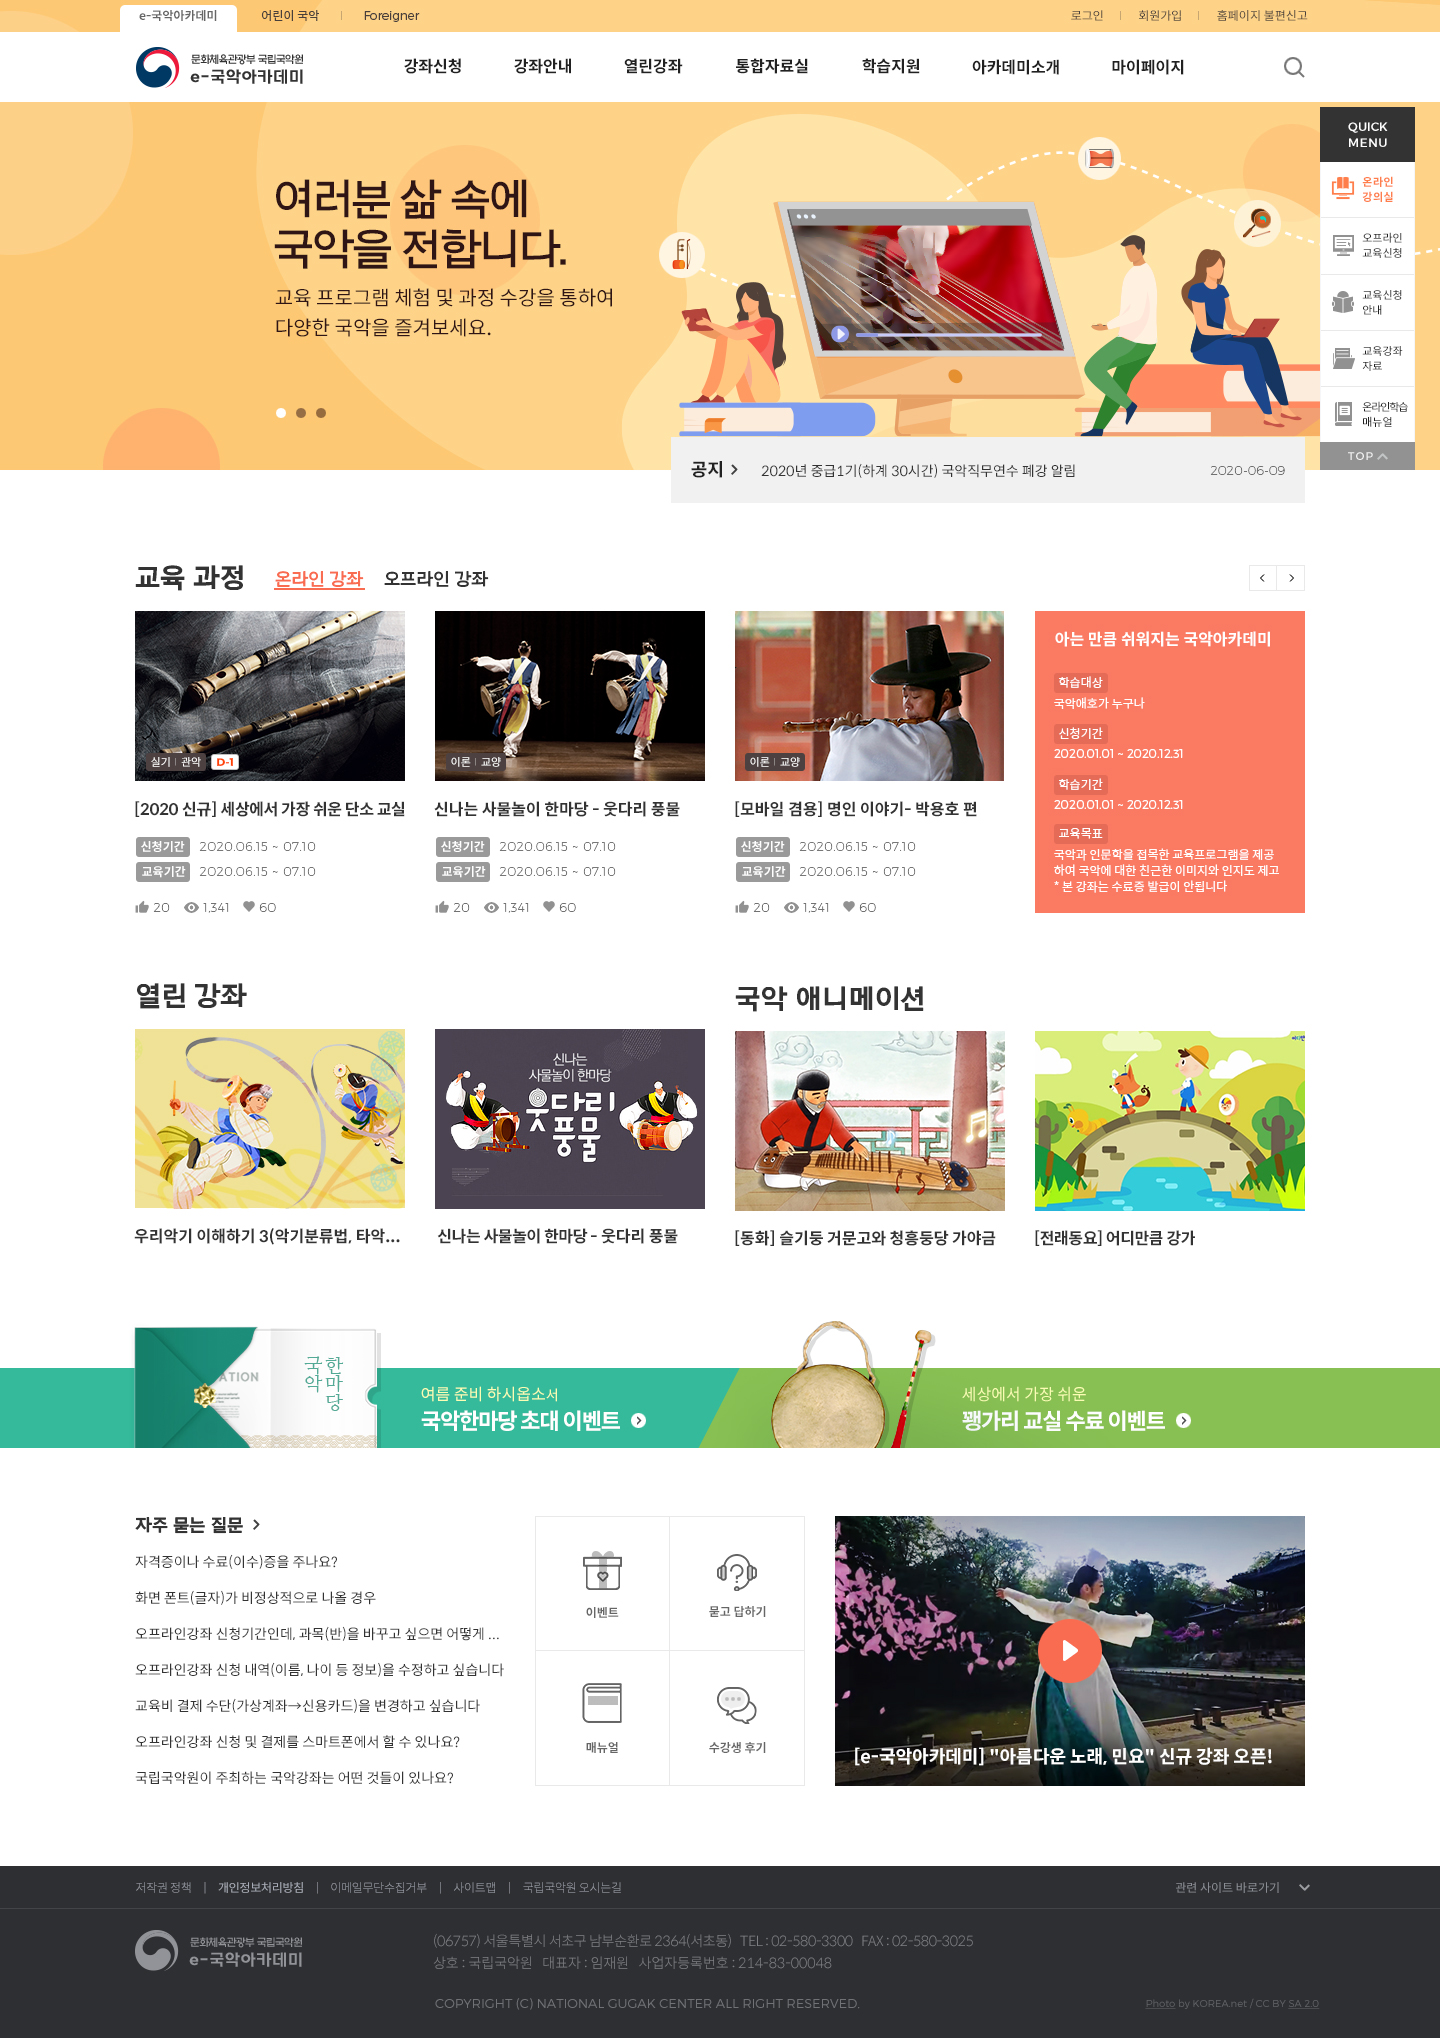 e-국악아카데미
어린이 국악
Foreigner
로그인
회원가입
홈페이지 불편신고
문화체육관광부 국립국악원
e-국악아카데미
강좌신청
강좌안내
열린강좌
통합자료실
학습지원
아카데미소개
마이페이지
여러분 삶 속에
국악을 전합니다.
교육 프로그램 체험 및 과정 수강을 통하여
다양한 국악을 즐겨보세요.
QUICK
MENU
온라인
강의실
오프라인
교육신청
교육신청
안내
교육강좌
자료
온라인학습
매뉴얼
TOP
공지
2020년 중급1기(하계 30시간) 국악직무연수 폐강 알림
2020-06-09
교육 과정
온라인 강좌
오프라인 강좌
실기 | 관악
D-1
[2020 신규] 세상에서 가장 쉬운 단소 교실
신청기간 2020.06.15 ~ 07.10
교육기간 2020.06.15 ~ 07.10
20 1,341 60
이론 | 교양
신나는 사물놀이 한마당 - 웃다리 풍물
신청기간 2020.06.15 ~ 07.10
교육기간 2020.06.15 ~ 07.10
20 1,341 60
이론 | 교양
[모바일 겸용] 명인 이야기- 박용호 편
신청기간 2020.06.15 ~ 07.10
교육기간 2020.06.15 ~ 07.10
20 1,341 60
아는 만큼 쉬워지는 국악아카데미
학습대상
국악애호가 누구나
신청기간
2020.01.01 ~ 2020.12.31
학습기간
2020.01.01 ~ 2020.12.31
교육목표
국악과 인문학을 접목한 교육프로그램을 제공
하여 국악에 대한 친근한 이미지와 인지도 제고
* 본 강좌는 수료증 발급이 안됩니다
열린 강좌
우리악기 이해하기 3(악기분류법, 타악...
신나는
사물놀이 한마당
웃다리
풍물
신나는 사물놀이 한마당 - 웃다리 풍물
국악 애니메이션
[동화] 슬기둥 거문고와 청흥둥당 가야금
[전래동요] 어디만큼 강가
한마당
국악
여름 준비 하시옵소서
국악한마당 초대 이벤트
세상에서 가장 쉬운
꽹가리 교실 수료 이벤트
자주 묻는 질문
자격증이나 수료(이수)증을 주나요?
화면 폰트(글자)가 비정상적으로 나올 경우
오프라인강좌 신청기간인데, 과목(반)을 바꾸고 싶으면 어떻게 ...
오프라인강좌 신청 내역(이름, 나이 등 정보)을 수정하고 싶습니다
교육비 결제 수단(가상계좌→신용카드)을 변경하고 싶습니다
오프라인강좌 신청 및 결제를 스마트폰에서 할 수 있나요?
국립국악원이 주최하는 국악강좌는 어떤 것들이 있나요?
이벤트
묻고 답하기
매뉴얼
수강생 후기
[e-국악아카데미] "아름다운 노래, 민요" 신규 강좌 오픈!
저작권 정책 | 개인정보처리방침 | 이메일무단수집거부 | 사이트맵 | 국립국악원 오시는길
관련 사이트 바로가기
문화체육관광부 국립국악원
e-국악아카데미
(06757) 서울특별시 서초구 남부순환로 2364(서초동) TEL : 02-580-3300 FAX : 02-580-3025
상호 : 국립국악원 대표자 : 임재원 사업자등록번호 : 214-83-00048
COPYRIGHT (C) NATIONAL GUGAK CENTER ALL RIGHT RESERVED.
Photo by KOREA.net / CC BY SA 2.0